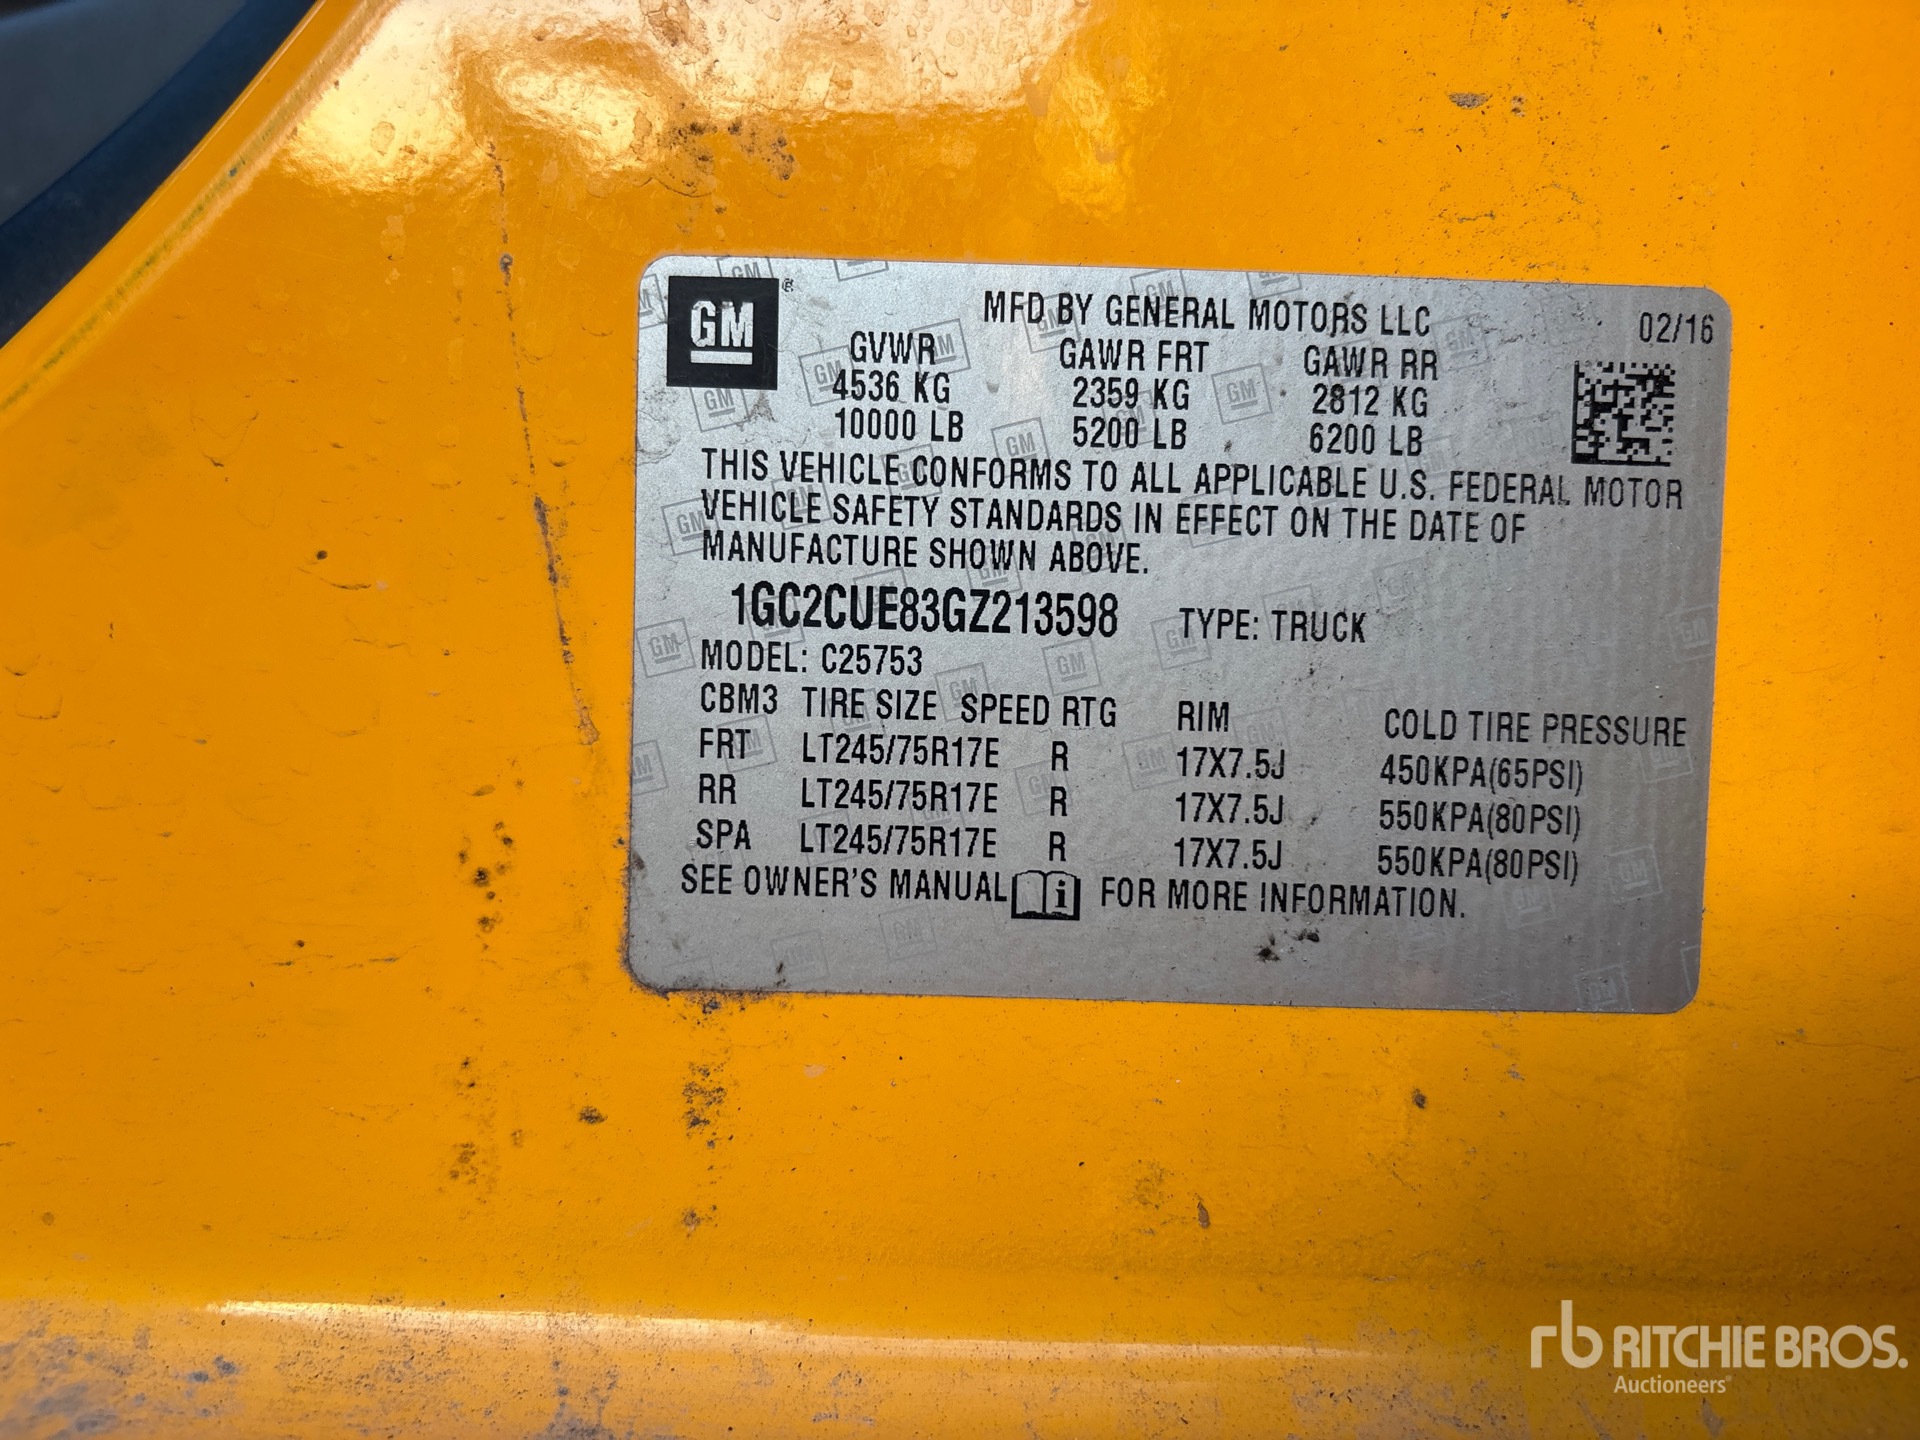 GM
MFD BY GENERAL MOTORS LLC 02/16
GVWR GAWR FRT GAWR RR
4536 KG 2359 KG 2812 KG
10000 LB 5200 LB 6200 LB
THIS VEHICLE CONFORMS TO ALL APPLICABLE U.S. FEDERAL MOTOR
VEHICLE SAFETY STANDARDS IN EFFECT ON THE DATE OF
MANUFACTURE SHOWN ABOVE.
1GC2CUE83GZ213598 TYPE: TRUCK
MODEL: C25753
CBM3 TIRE SIZE SPEED RTG RIM COLD TIRE PRESSURE
FRT LT245/75R17E R 17X7.5J 450KPA(65PSI)
RR LT245/75R17E R 17X7.5J 550KPA(80PSI)
SPA LT245/75R17E R 17X7.5J 550KPA(80PSI)
SEE OWNER'S MANUAL i FOR MORE INFORMATION.
rb RITCHIE BROS.
Auctioneers